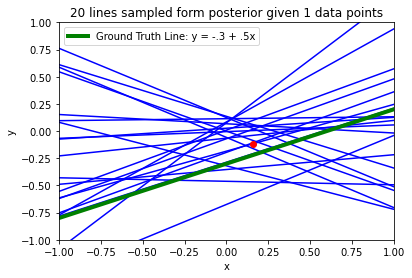 20 lines sampled form posterior given 1 data points
Ground Truth Line: y = -.3 + .5x
1.00
0.75
0.50
0.25
0.00
−0.25
−0.50
−0.75
−1.00
y
−1.00 −0.75 −0.50 −0.25 0.00 0.25 0.50 0.75 1.00
x